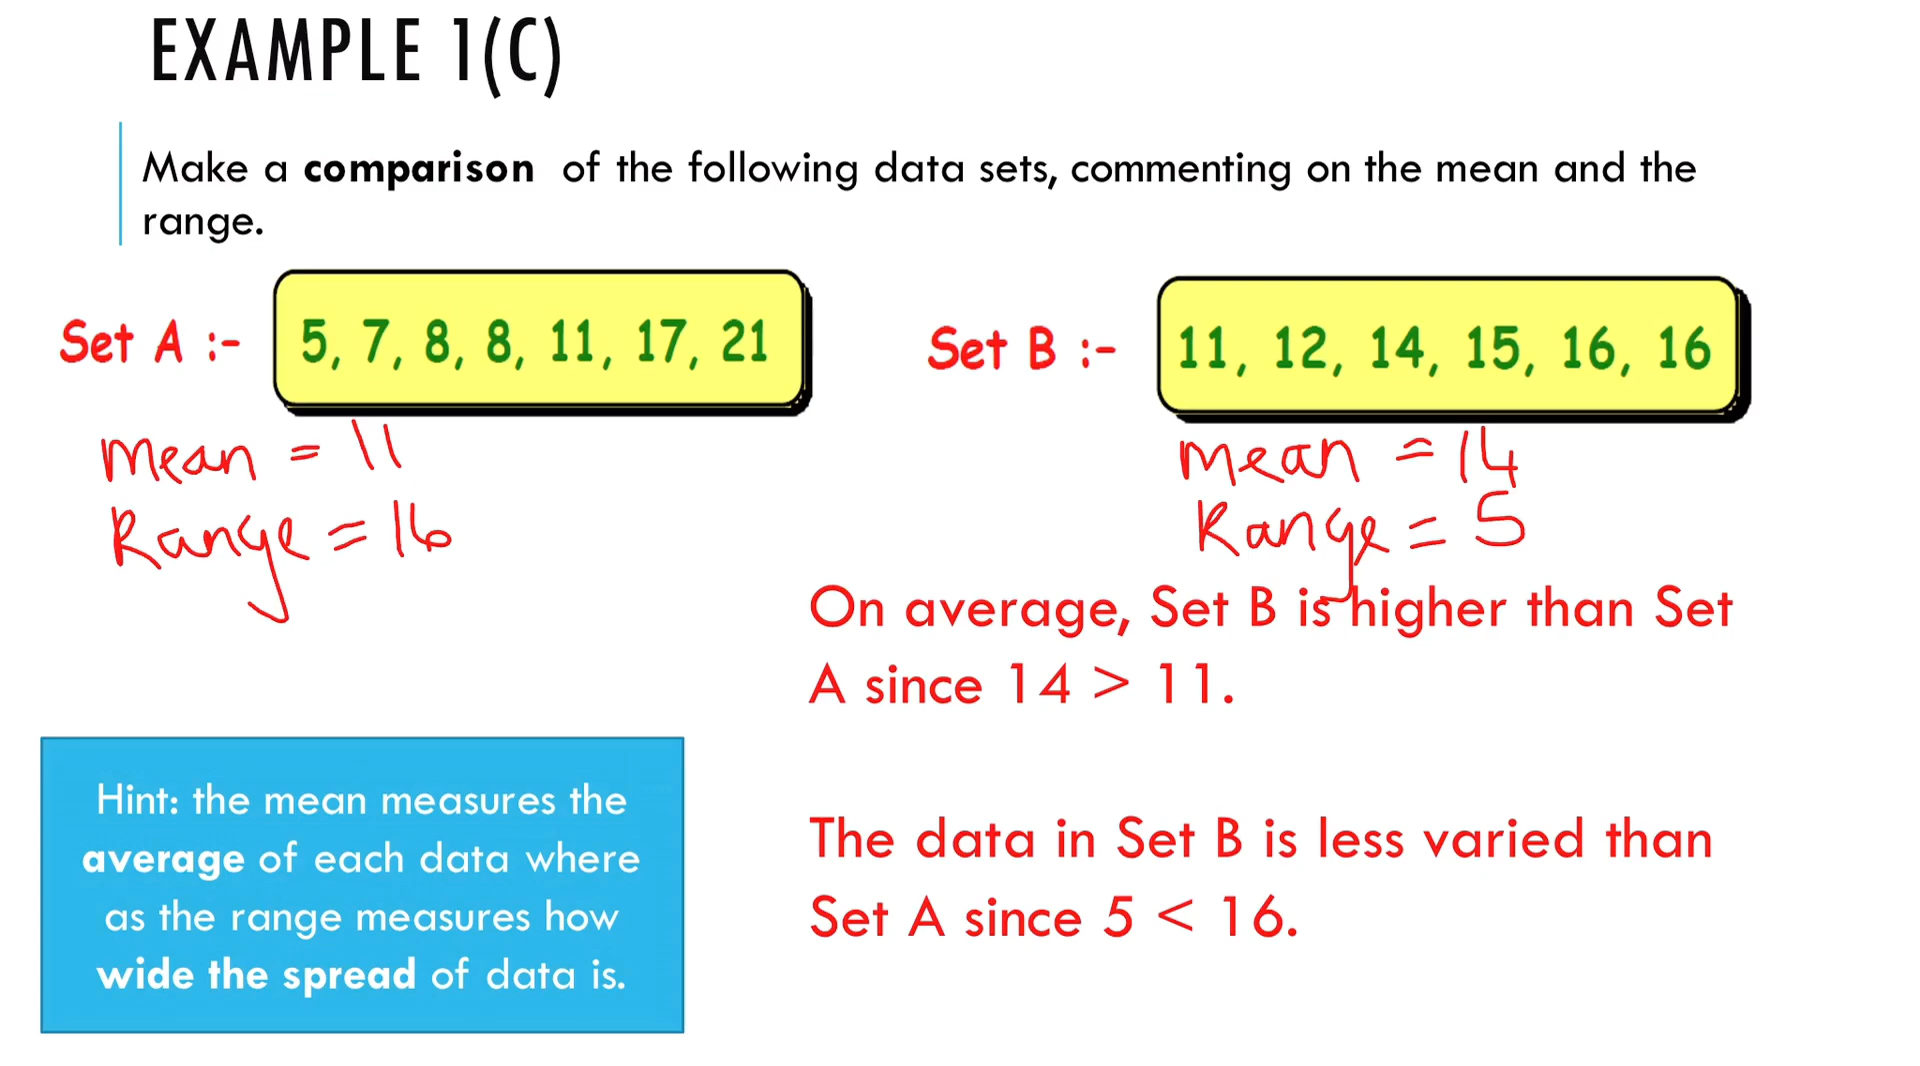 EXAMPLE 1(C)
Make a comparison of the following data sets, commenting on the mean and the
range.
Set A :- 5, 7, 8, 8, 11, 17, 21
Set B :- 11, 12, 14, 15, 16, 16
mean = 11
Range = 16
mean = 14
Range = 5
On average, Set B is higher than Set
A since 14 > 11.
The data in Set B is less varied than
Set A since 5 < 16.
Hint: the mean measures the
average of each data where
as the range measures how
wide the spread of data is.